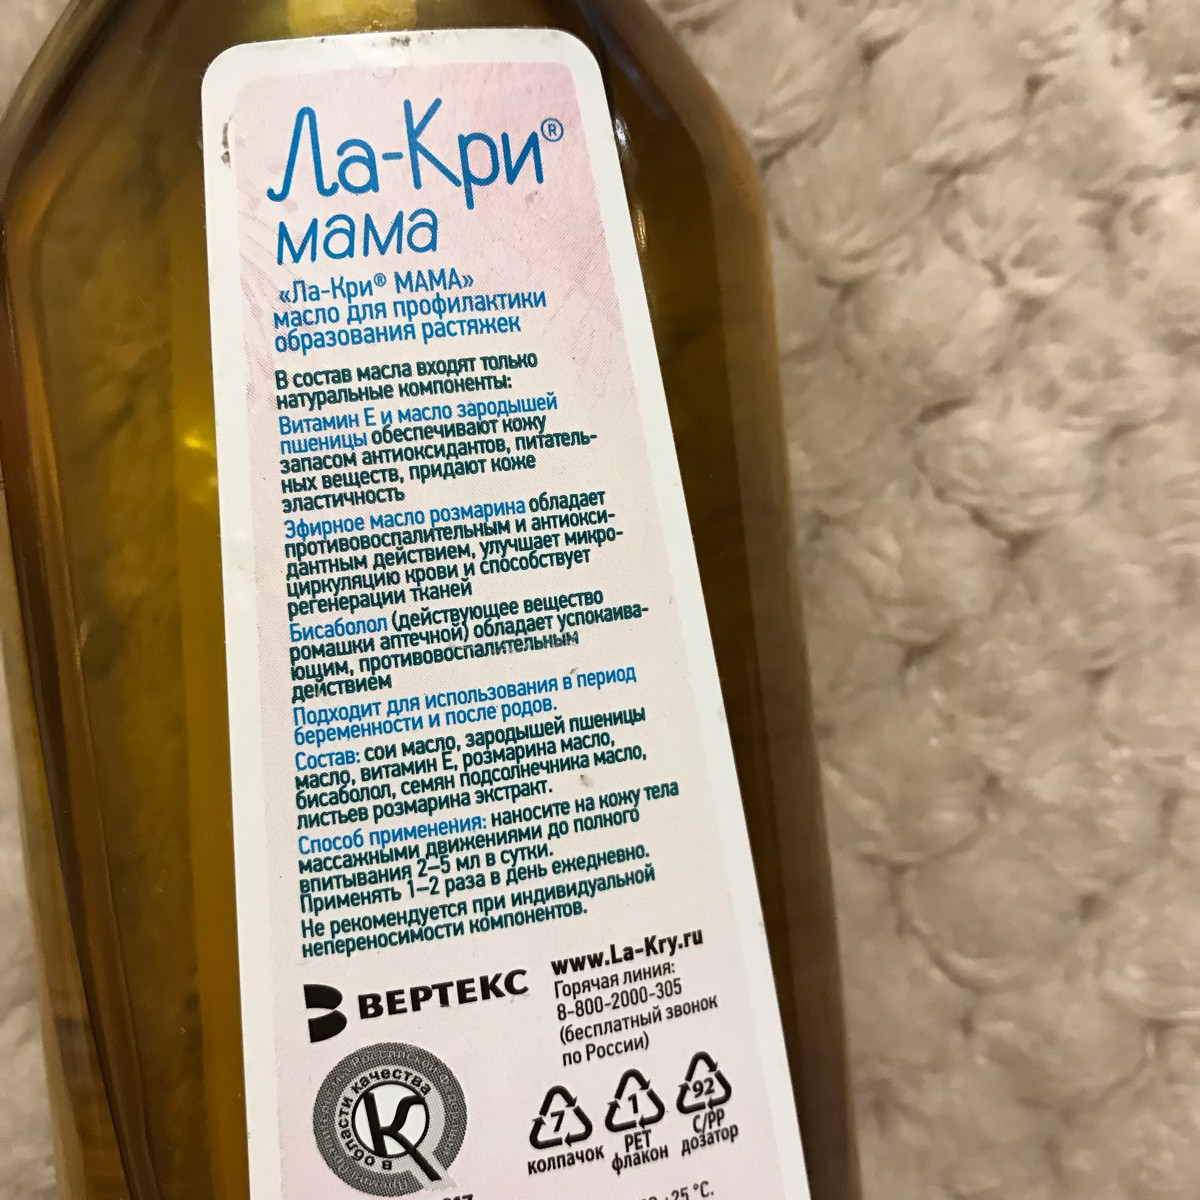 Ла-Кри®
мама
«Ла-Кри® МАМА»
масло для профилактики
образования растяжек
В состав масла входят только
натуральные компоненты:
Витамин Е и масло зародышей
пшеницы обеспечивают кожу
запасом антиоксидантов, питатель-
ных веществ, придают коже
эластичность
Эфирное масло розмарина обладает
противовоспалительным и антиокси-
дантным действием, улучшает микро-
циркуляцию крови и способствует
регенерации тканей
Бисаболол (действующее вещество
ромашки аптечной) обладает успокаива-
ющим, противовоспалительным
действием
Подходит для использования в период
беременности и после родов.
Состав: сои масло, зародышей пшеницы
масло, витамин Е, розмарина масло,
бисаболол, семян подсолнечника масло,
листьев розмарина экстракт.
Способ применения: наносите на кожу тела
массажными движениями до полного
впитывания 2–5 мл в сутки.
Применять 1–2 раза в день ежедневно.
Не рекомендуется при индивидуальной
непереносимости компонентов.
ВЕРТЕКС
www.La-Kry.ru
Горячая линия:
8-800-2000-305
(бесплатный звонок
по России)
в области качества
7
колпачок
1
PET
флакон
92
C/PP
дозатор
+25 °C.